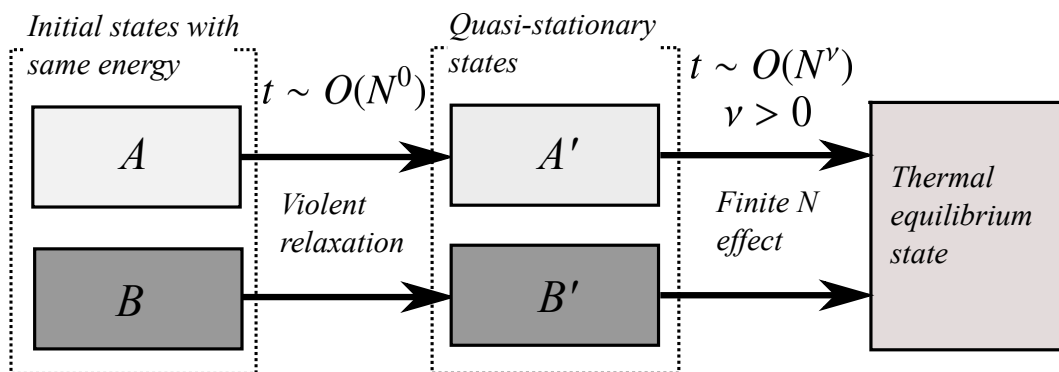 Initial states with
same energy
Quasi-stationary
states
t ~ O(N⁰)
t ~ O(N^ν)
ν > 0
A
A′
Violent
relaxation
Finite N
effect
Thermal
equilibrium
state
B
B′